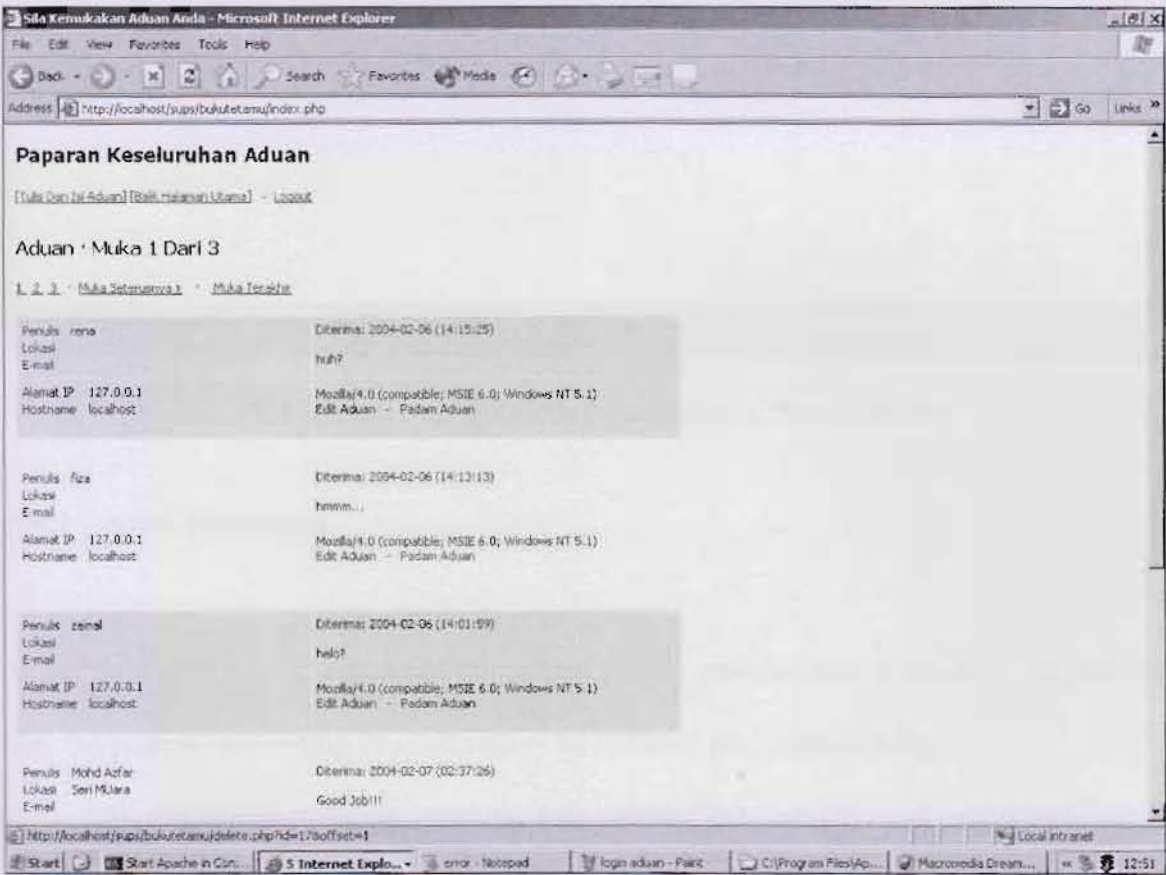 Sila Kemukakan Aduan Anda - Microsoft Internet Explorer
File Edit View Favorites Tools Help
Back Search Favorites Media
Address http://localhost/sups/bukutetamu/index.php Go Links »
Paparan Keseluruhan Aduan
[Tulis Dan Isi Aduan] [Balik Halaman Utama] - Logout
Aduan · Muka 1 Dari 3
1 2 3 · Muka Seterusnya · Muka Terakhir
Penulis rena Diterima: 2004-02-06 (14:15:25)
Lokasi
huh?
E-mail
Alamat IP 127.0.0.1 Mozilla/4.0 (compatible; MSIE 6.0; Windows NT 5.1)
Hostname localhost Edit Aduan - Padam Aduan
Penulis fiza Diterima: 2004-02-06 (14:13:13)
Lokasi
hmmm...
E-mail
Alamat IP 127.0.0.1 Mozilla/4.0 (compatible; MSIE 6.0; Windows NT 5.1)
Hostname localhost Edit Aduan - Padam Aduan
Penulis zainal Diterima: 2004-02-06 (14:01:59)
Lokasi
helo?
E-mail
Alamat IP 127.0.0.1 Mozilla/4.0 (compatible; MSIE 6.0; Windows NT 5.1)
Hostname localhost Edit Aduan - Padam Aduan
Penulis Mohd Azfar Diterima: 2004-02-07 (02:37:26)
Lokasi Seri Mutiara
E-mail Good Job!!!
http://localhost/sups/bukutetamu/delete.php?id=17&offset=1 Local intranet
Start Start Apache in Con... 5 Internet Explo... error - Notepad login aduan - Paint C:\Program Files\Ap... Macromedia Dream... « 12:51